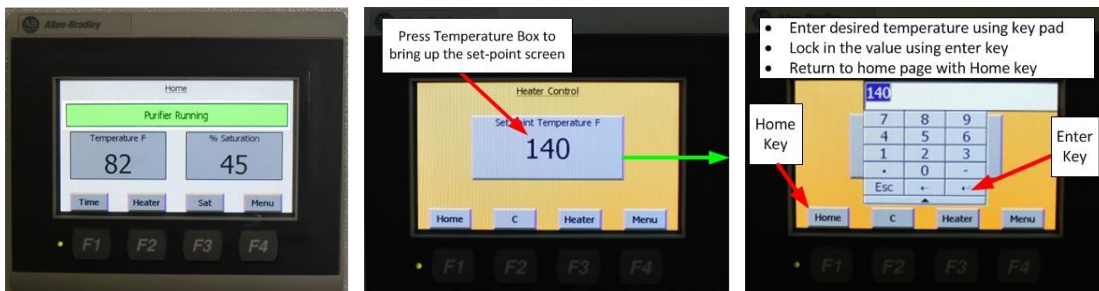 Allen-Bradley
Home
Purifier Running
Temperature F
% Saturation
82
45
Time
Heater
Sat
Menu
F1
F2
F3
F4
Press Temperature Box to
bring up the set-point screen
Heater Control
Set Point Temperature F
140
Home
C
Heater
Menu
F1
F2
F3
F4
• Enter desired temperature using key pad
• Lock in the value using enter key
• Return to home page with Home key
140
7 8 9
4 5 6
1 2 3
. 0 -
Esc ← ↵
Home
Key
Enter
Key
Home
C
Heater
Menu
F1
F2
F3
F4